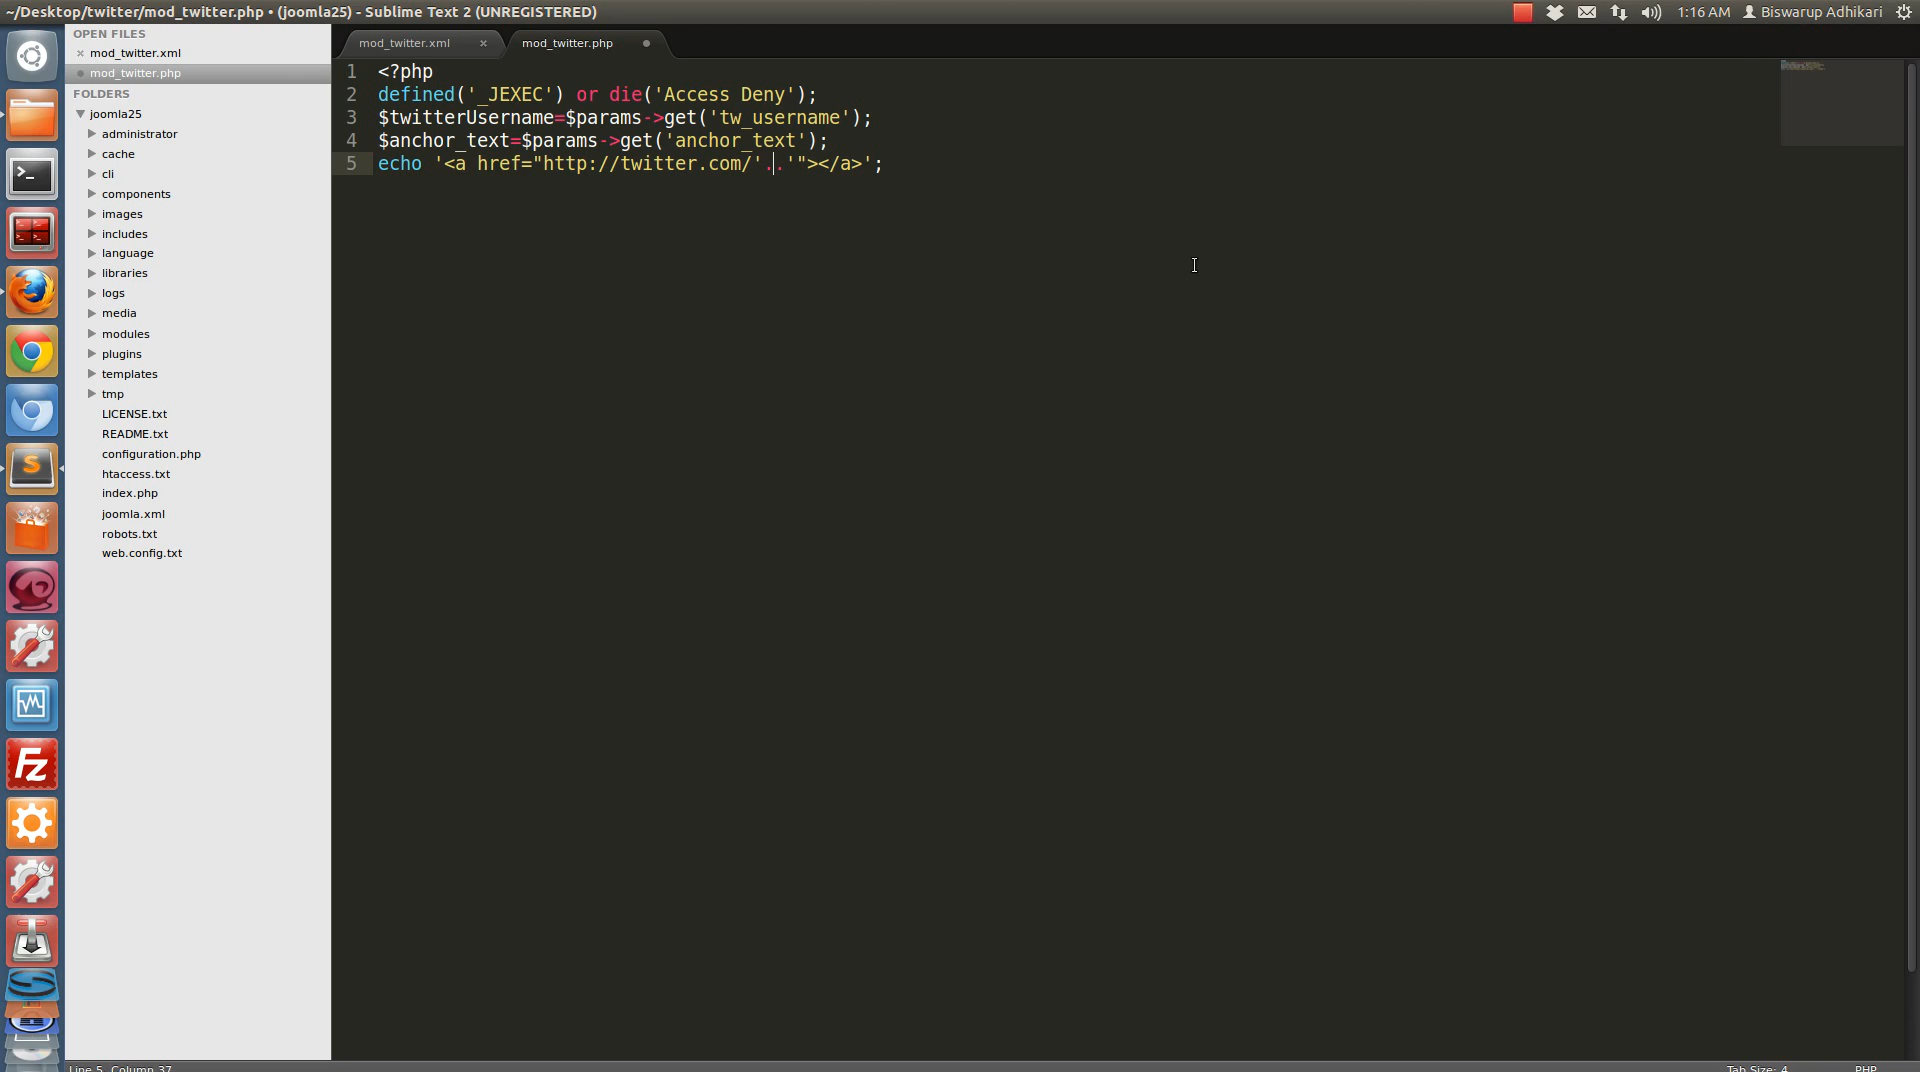 ~/Desktop/twitter/mod_twitter.php • (joomla25) - Sublime Text 2 (UNREGISTERED)
1:16 AM
Biswarup Adhikari
OPEN FILES
mod_twitter.xml
mod_twitter.php
FOLDERS
joomla25
administrator
cache
cli
components
images
includes
language
libraries
logs
media
modules
plugins
templates
tmp
LICENSE.txt
README.txt
configuration.php
htaccess.txt
index.php
joomla.xml
robots.txt
web.config.txt
mod_twitter.xml
mod_twitter.php
1 <?php
2 defined('_JEXEC') or die('Access Deny');
3 $twitterUsername=$params->get('tw_username');
4 $anchor_text=$params->get('anchor_text');
5 echo '<a href="http://twitter.com/'..'"></a>';
Line 5, Column 37
Tab Size: 4
PHP